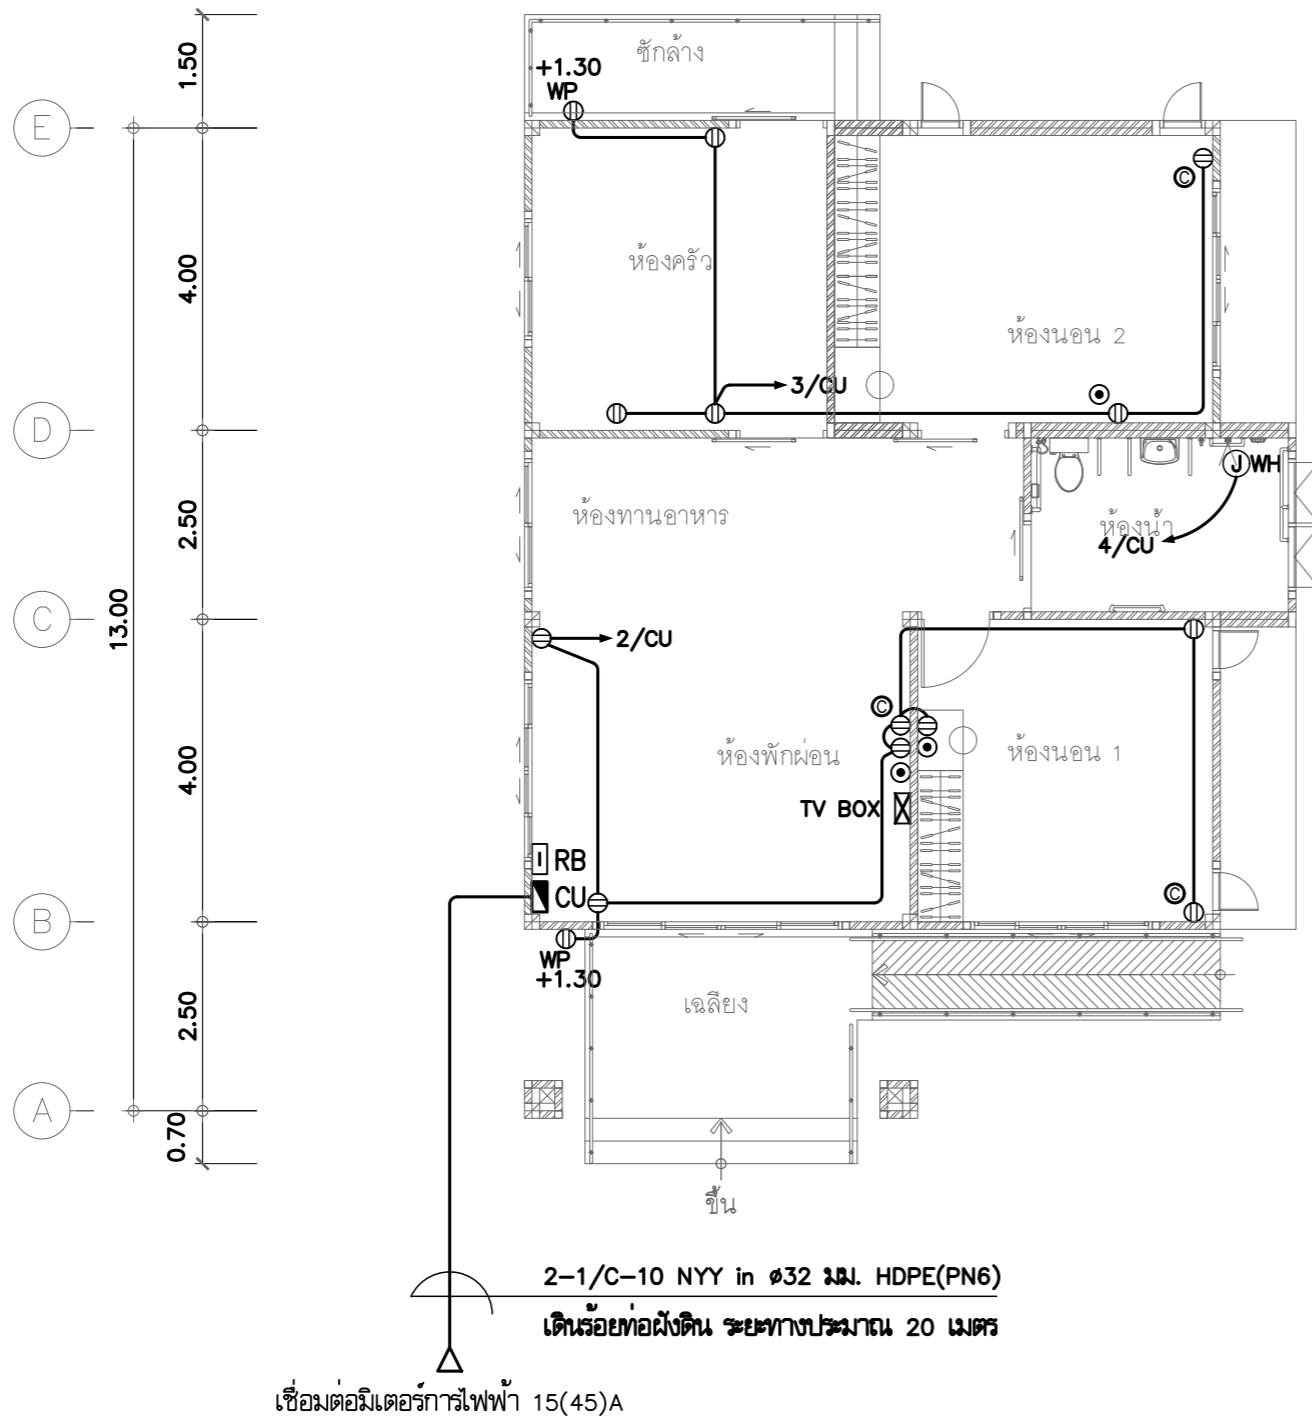 1.50
ซักล้าง
+1.30
WP
E
4.00
ห้องครัว
C
ห้องนอน 2
3/CU
D
2.50
ห้องทานอาหาร
J WH
ห้องน้ำ
4/CU
13.00
C
2/CU
4.00
C
ห้องพักผ่อน
ห้องนอน 1
TV BOX
RB
CU
C
B
WP
+1.30
2.50
เฉลียง
A
0.70
ขึ้น
2-1/C-10 NYY in ø32 มม. HDPE(PN6)
เดินร้อยท่อฝังดิน ระยะทางประมาณ 20 เมตร
เชื่อมต่อมิเตอร์การไฟฟ้า 15(45)A